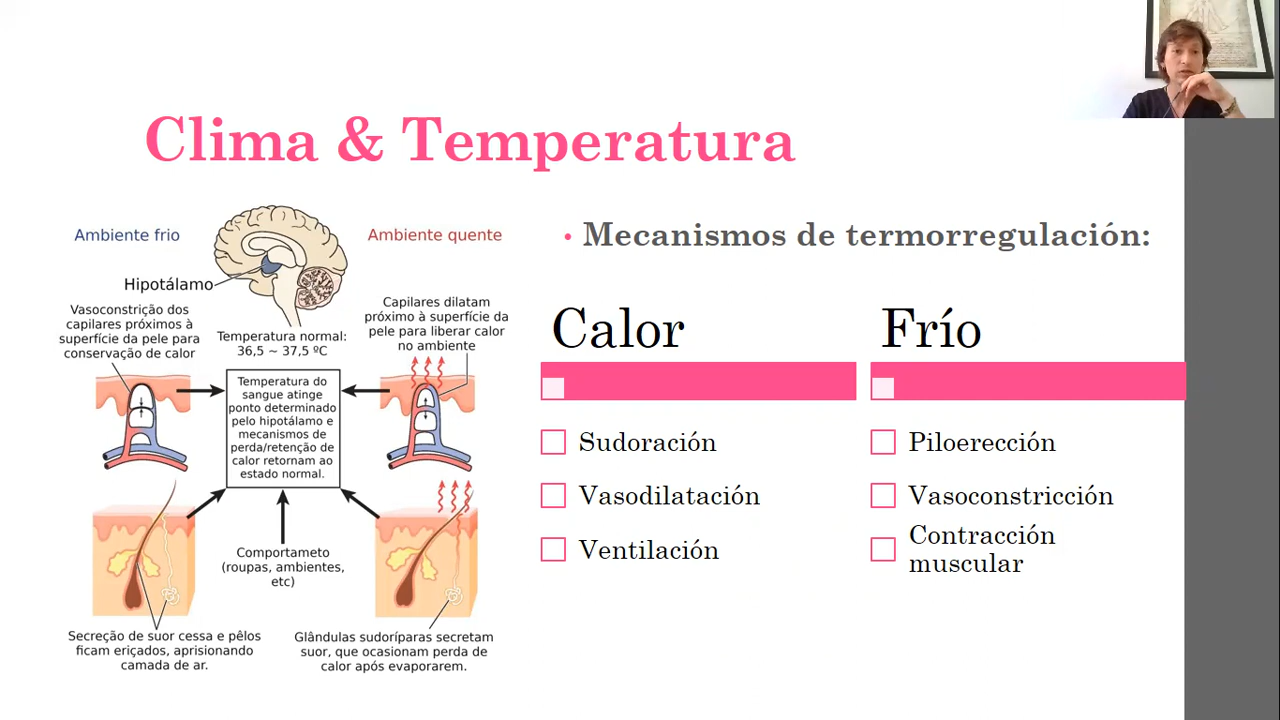 Clima & Temperatura
Ambiente frio
Ambiente quente
Hipotálamo
Vasoconstrição dos
capilares próximos à
superfície da pele para
conservação de calor
Temperatura normal:
36,5 ~ 37,5 ºC
Capilares dilatam
próximo à superfície da
pele para liberar calor
no ambiente
Temperatura do
sangue atinge
ponto determinado
pelo hipotálamo e
mecanismos de
perda/retenção de
calor retornam ao
estado normal.
Comportameto
(roupas, ambientes,
etc)
Secreção de suor cessa e pêlos
ficam eriçados, aprisionando
camada de ar.
Glândulas sudoríparas secretam
suor, que ocasionam perda de
calor após evaporarem.
• Mecanismos de termorregulación:
Calor
Sudoración
Vasodilatación
Ventilación
Frío
Piloerección
Vasoconstricción
Contracción
muscular